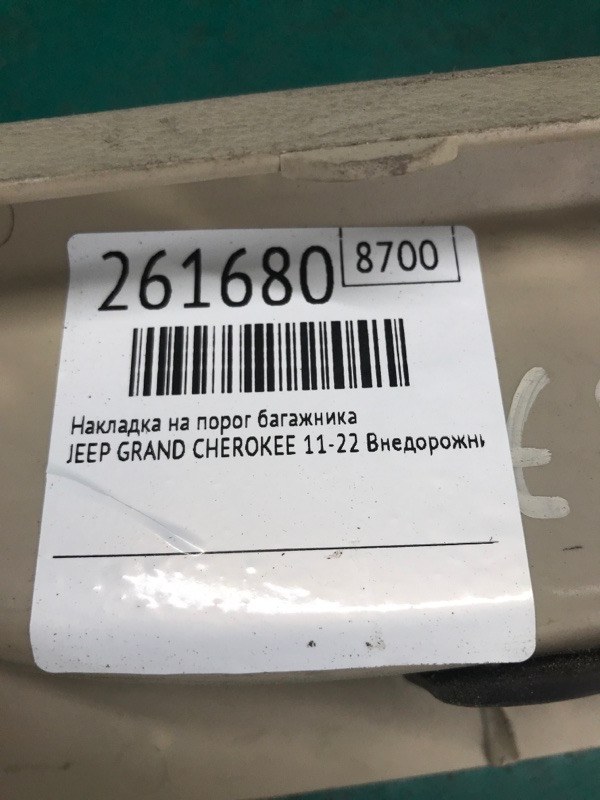 261680
8700
Накладка на порог багажника
JEEP GRAND CHEROKEE 11-22 Внедорожн